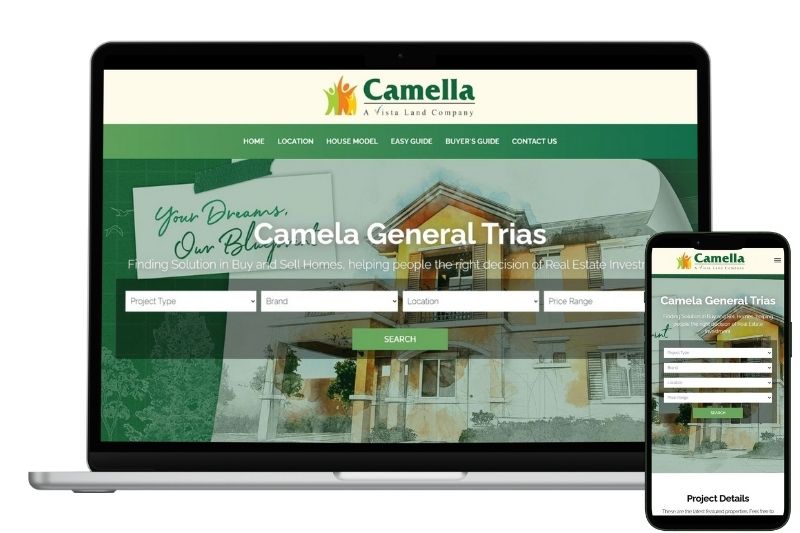 Camella
A Vista Land Company
HOME LOCATION HOUSE MODEL EASY GUIDE BUYER'S GUIDE CONTACT US
Your Dreams,
Our Blueprint
Camela General Trias
Finding Solution in Buy and Sell Homes, helping people the right decision of Real Estate Investm
Project Type Brand Location Price Range
SEARCH
Camella
A Vista Land Company
Camela General Trias
Finding Solution in Buy and Sell Homes, helping
people the right decision of Real Estate
Investment
Project Type
Brand
Location
Price Range
SEARCH
Project Details
These are the latest featured properties. Feel free to